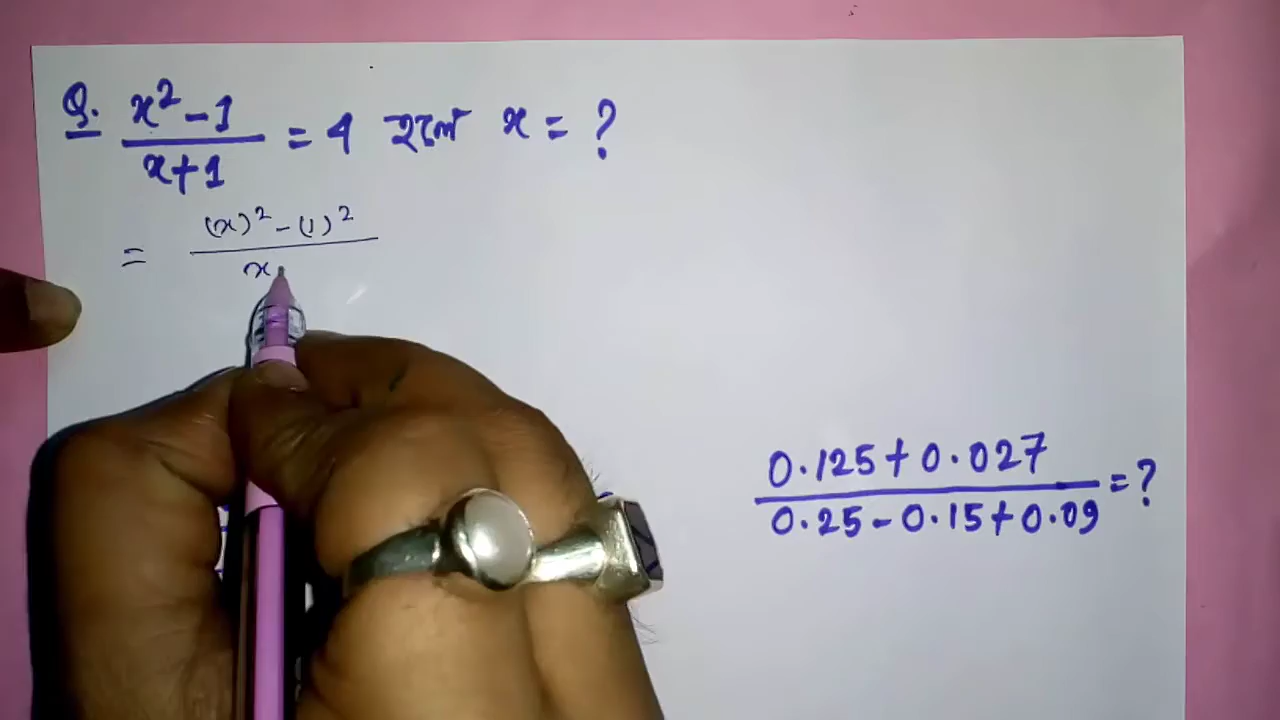 Q. x² - 1 / x + 1 = 4 হলে x = ?
= (x)² - (1)² / x
0.125 + 0.027 / 0.25 - 0.15 + 0.09 = ?